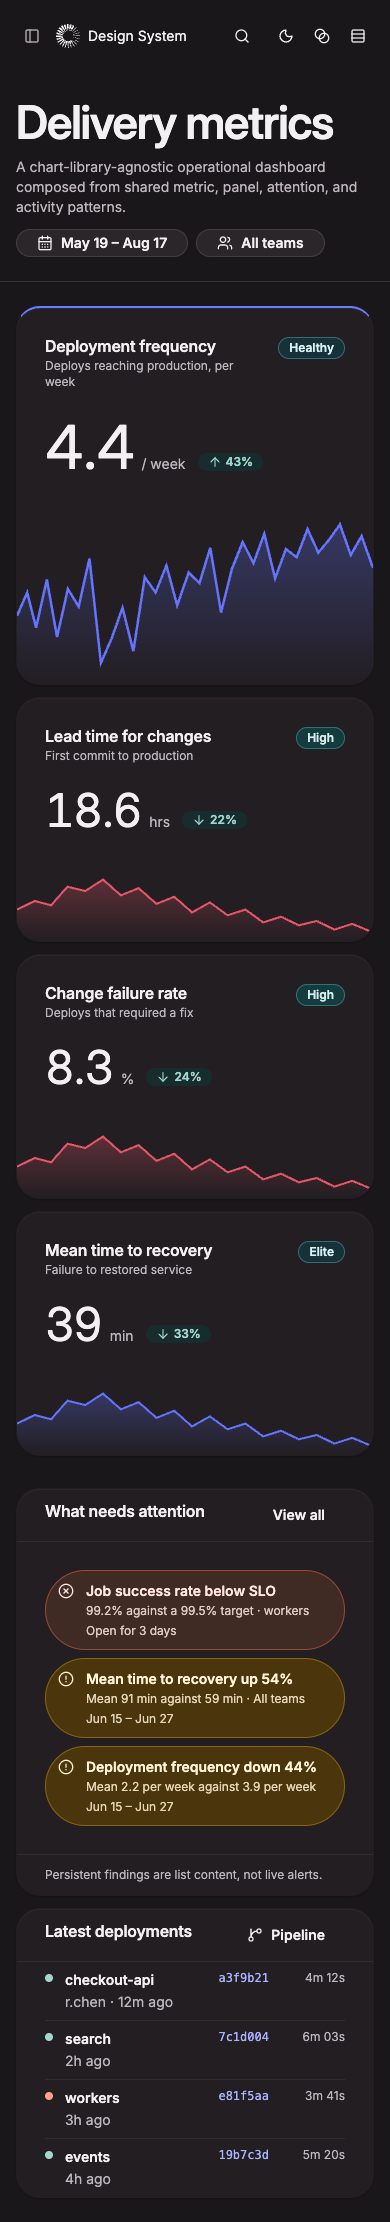 Design System
Delivery metrics
A chart-library-agnostic operational dashboard
composed from shared metric, panel, attention, and
activity patterns.
May 19 – Aug 17
All teams
Deployment frequency
Healthy
Deploys reaching production, per
week
4.4 / week ↑ 43%
Lead time for changes
High
First commit to production
18.6 hrs ↓ 22%
Change failure rate
High
Deploys that required a fix
8.3 % ↓ 24%
Mean time to recovery
Elite
Failure to restored service
39 min ↓ 33%
What needs attention
View all
Job success rate below SLO
99.2% against a 99.5% target · workers
Open for 3 days
Mean time to recovery up 54%
Mean 91 min against 59 min · All teams
Jun 15 – Jun 27
Deployment frequency down 44%
Mean 2.2 per week against 3.9 per week
Jun 15 – Jun 27
Persistent findings are list content, not live alerts.
Latest deployments
Pipeline
checkout-api a3f9b21 4m 12s
r.chen · 12m ago
search 7c1d004 6m 03s
2h ago
workers e81f5aa 3m 41s
3h ago
events 19b7c3d 5m 20s
4h ago